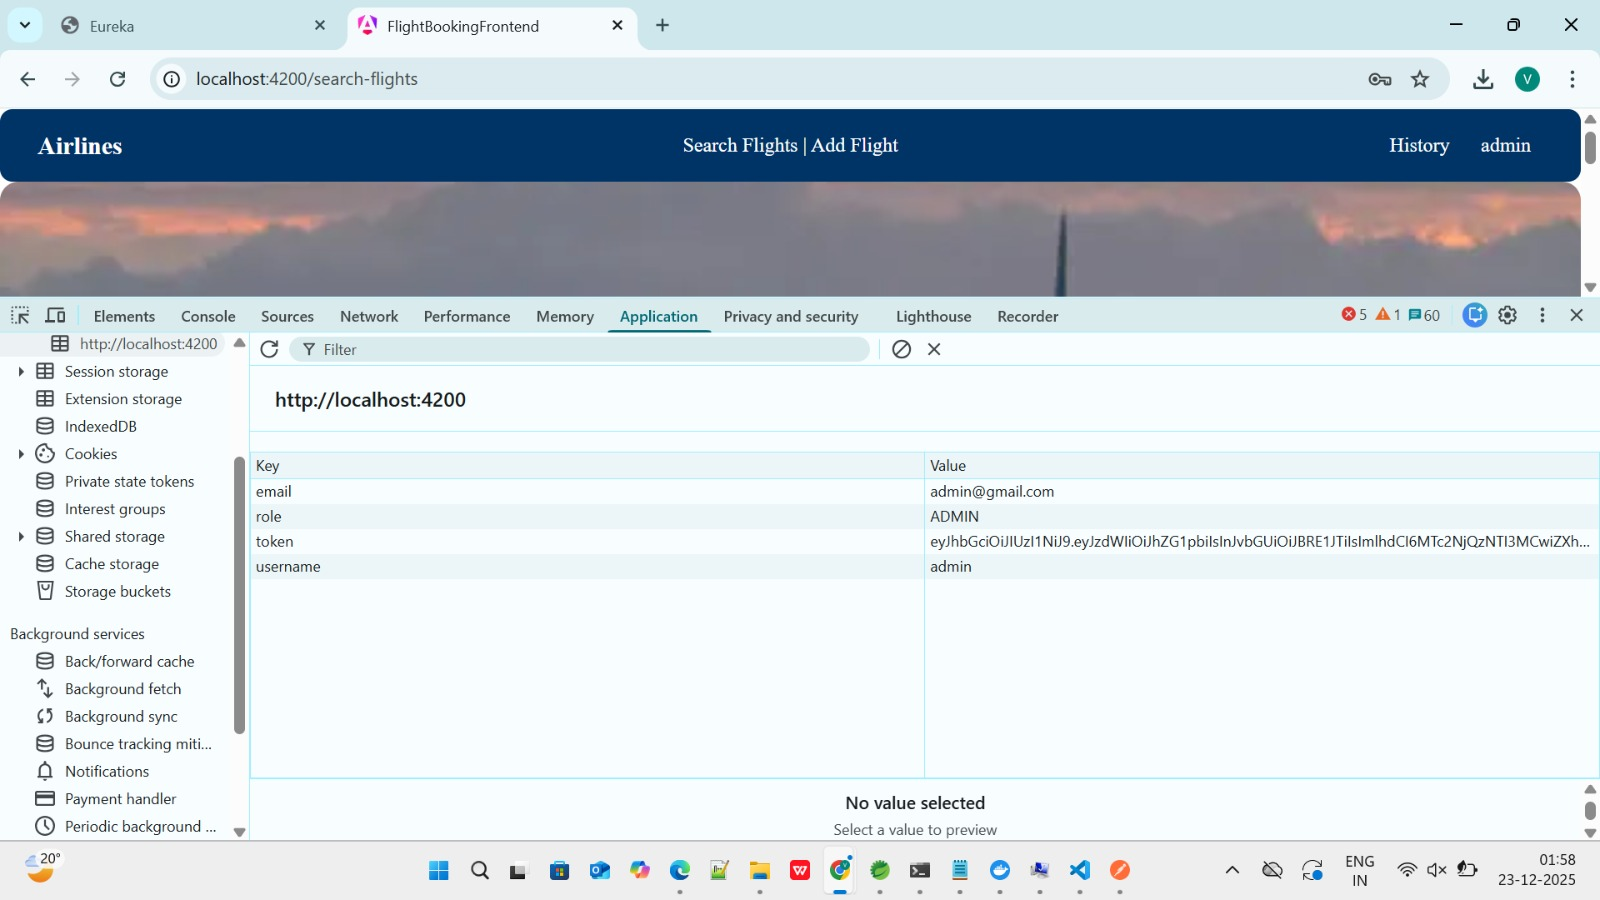 Eureka
FlightBookingFrontend
localhost:4200/search-flights
V
Airlines
Search Flights | Add Flight
History
admin
Elements
Console
Sources
Network
Performance
Memory
Application
Privacy and security
Lighthouse
Recorder
5
1
60
http://localhost:4200
Session storage
Extension storage
IndexedDB
Cookies
Private state tokens
Interest groups
Shared storage
Cache storage
Storage buckets
Background services
Back/forward cache
Background fetch
Background sync
Bounce tracking miti...
Notifications
Payment handler
Periodic background ...
Filter
http://localhost:4200
Key Value
email admin@gmail.com
role ADMIN
token eyJhbGciOiJIUzI1NiJ9.eyJzdWIiOiJhZG1pbiIsInJvbGUiOiJBRE1JTiIsImlhdCI6MTc2NjQzNTI3MCwiZXh...
username admin
No value selected
Select a value to preview
20°
W
ENG
IN
01:58
23-12-2025